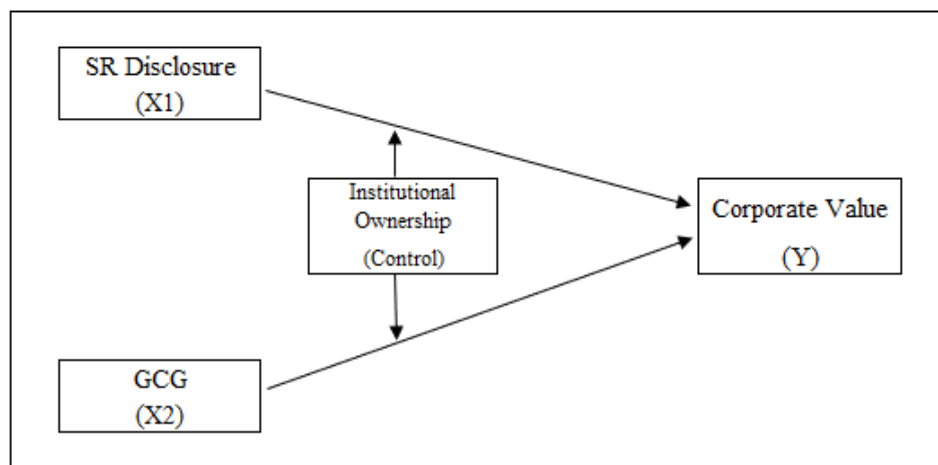 SR Disclosure
(X1)
Institutional
Ownership
(Control)
Corporate Value
(Y)
GCG
(X2)